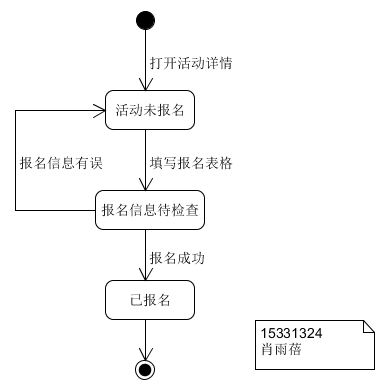 打开活动详情
活动未报名
报名信息有误
填写报名表格
报名信息待检查
报名成功
已报名
15331324
肖雨蓓